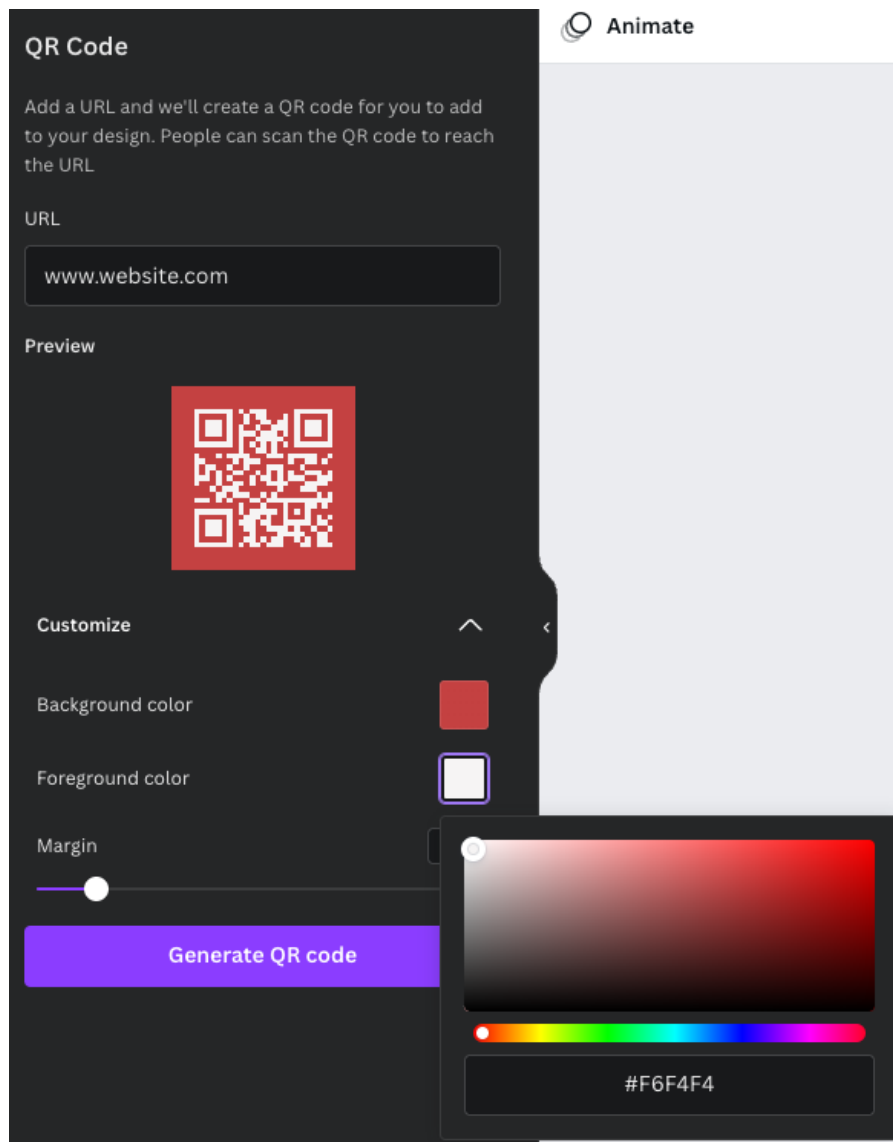 QR Code
Animate
Add a URL and we'll create a QR code for you to add
to your design. People can scan the QR code to reach
the URL
URL
www.website.com
Preview
Customize
Background color
Foreground color
Margin
Generate QR code
#F6F4F4